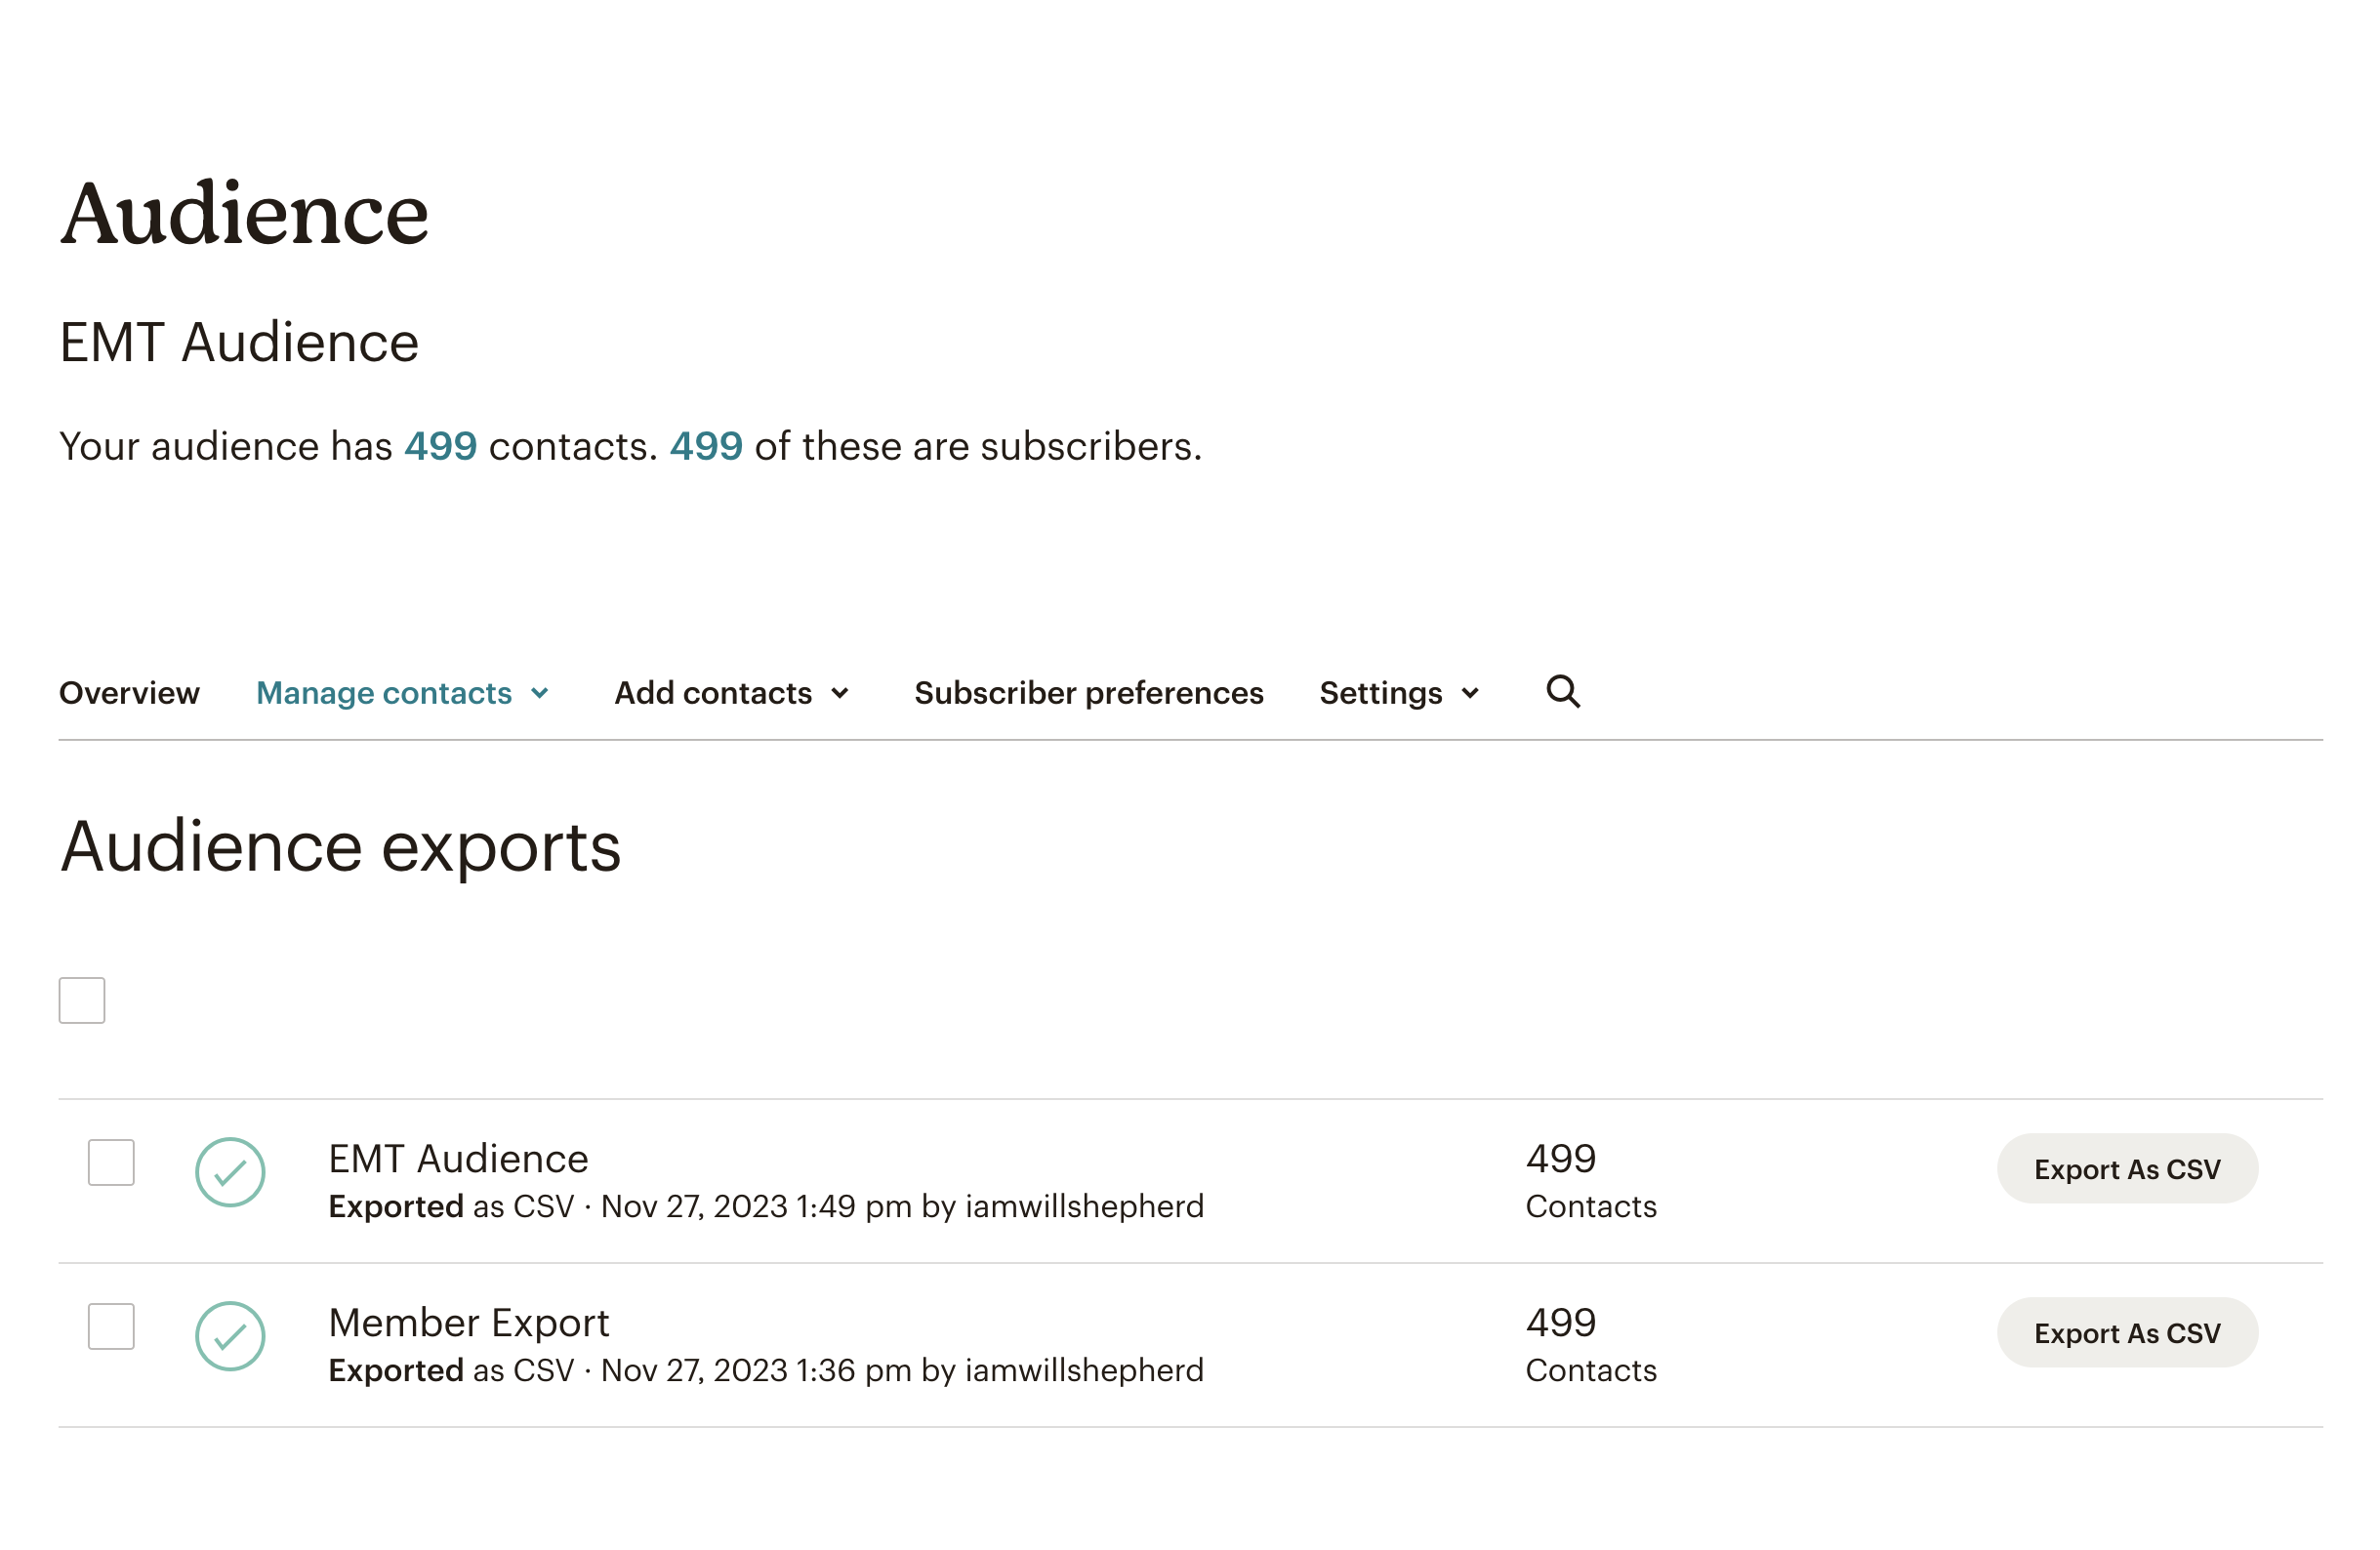 Audience
EMT Audience
Your audience has 499 contacts. 499 of these are subscribers.
Overview Manage contacts Add contacts Subscriber preferences Settings
Audience exports
EMT Audience 499 Export As CSV
Exported as CSV · Nov 27, 2023 1:49 pm by iamwillshepherd Contacts
Member Export 499 Export As CSV
Exported as CSV · Nov 27, 2023 1:36 pm by iamwillshepherd Contacts